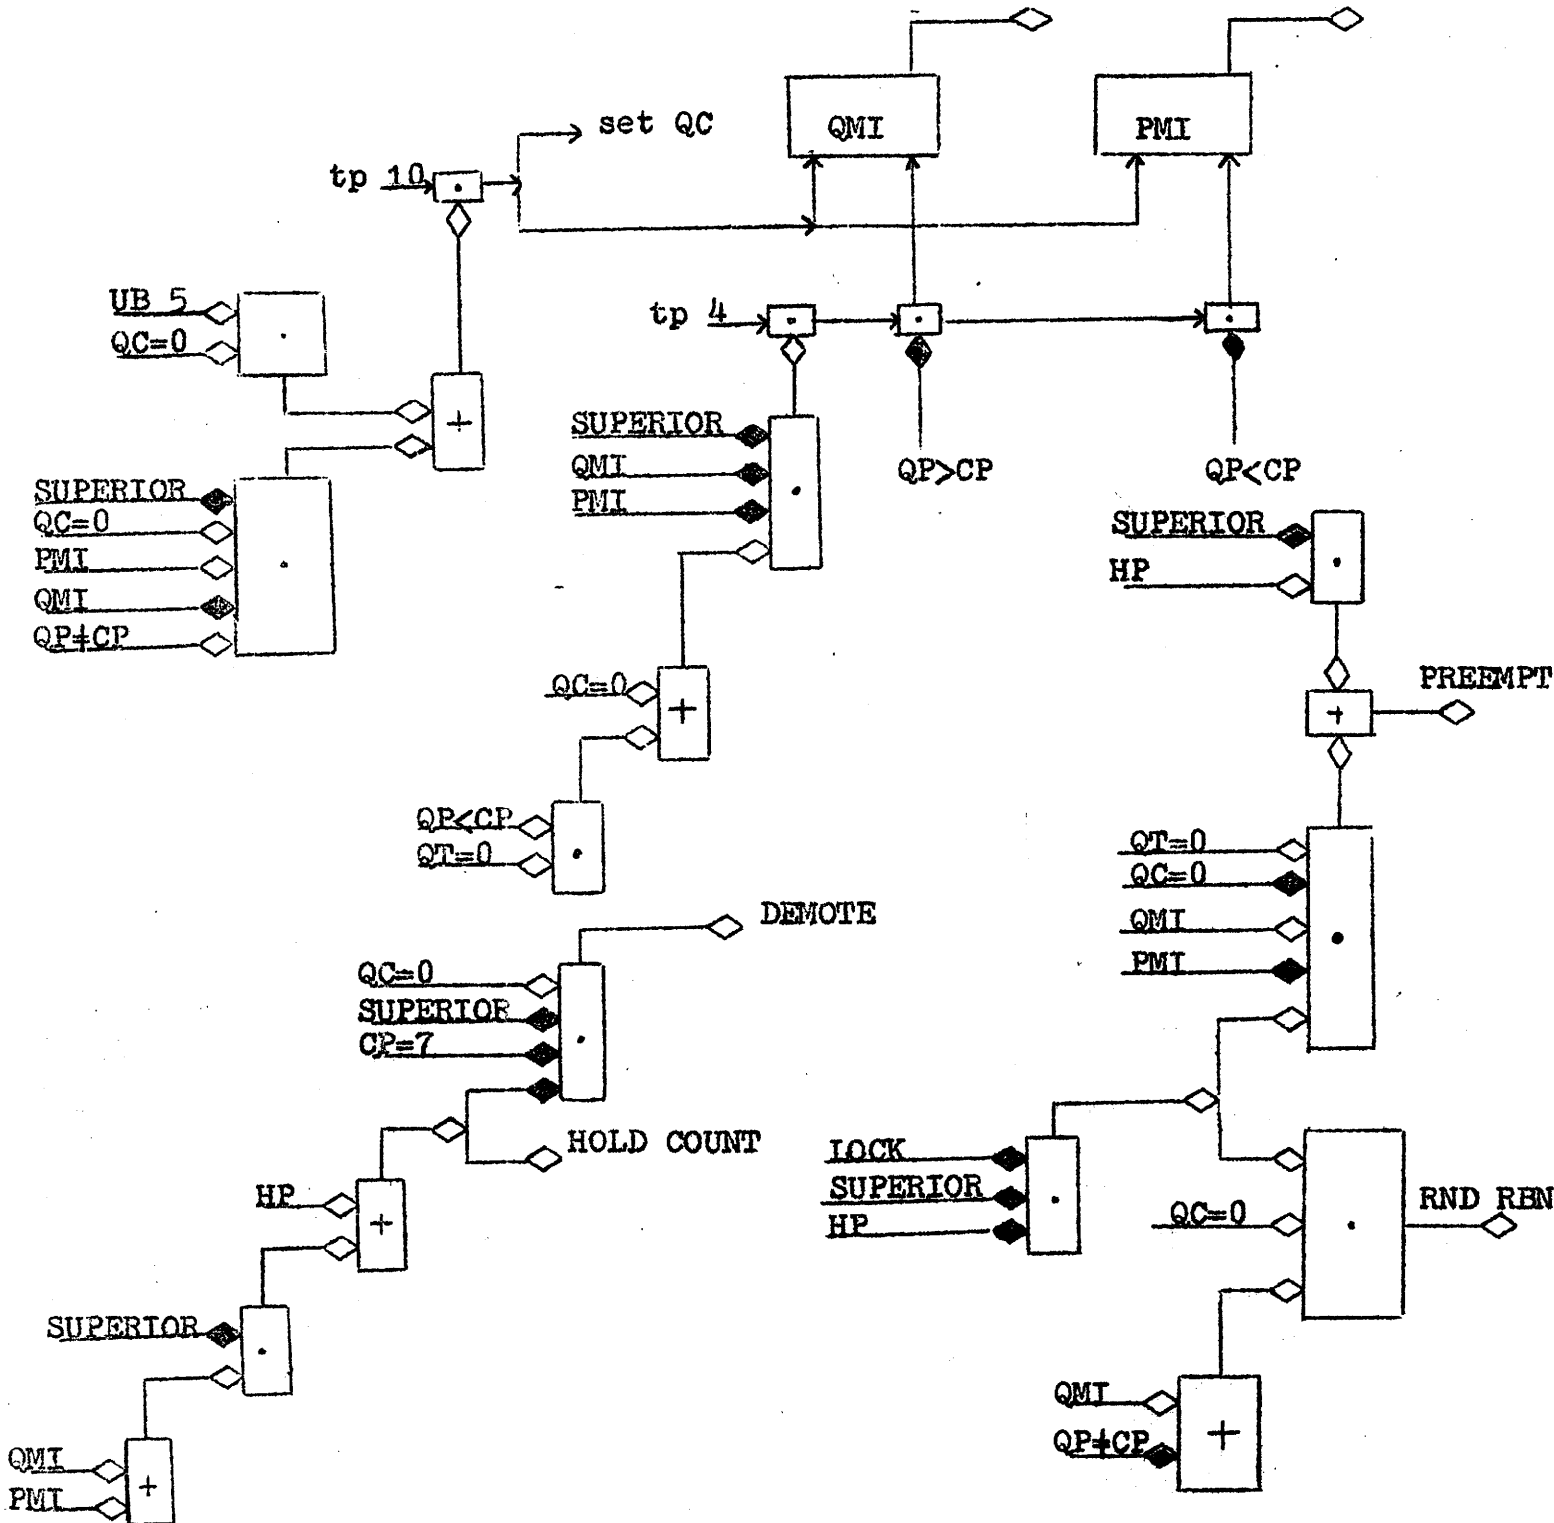 set QC
QMI
PMI
tp 10
UB 5
QC=0
tp 4
SUPERIOR
QMI
PMI
QP>CP
QP<CP
+
SUPERIOR
QC=0
PMI
QMI
QP≠CP
SUPERIOR
HP
QC=0
+
PREEMPT
+
QP<CP
QT=0
QT=0
QC=0
QMI
PMI
DEMOTE
QC=0
SUPERIOR
CP=7
HOLD COUNT
LOCK
SUPERIOR
HP
QC=0
RND RBN
HP
+
SUPERIOR
QMI
QP≠CP
+
QMI
PMI
+